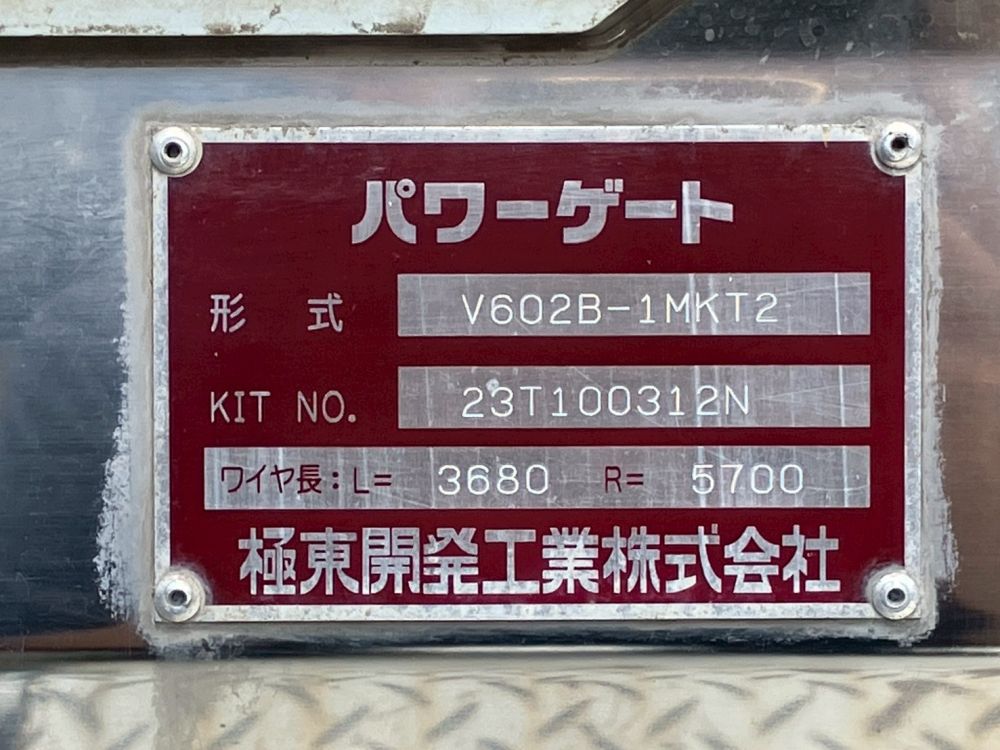 パワーゲート
形 式 V602B-1MKT2
KIT NO. 23T100312N
ワイヤ長：L= 3680 R= 5700
極東開発工業株式会社